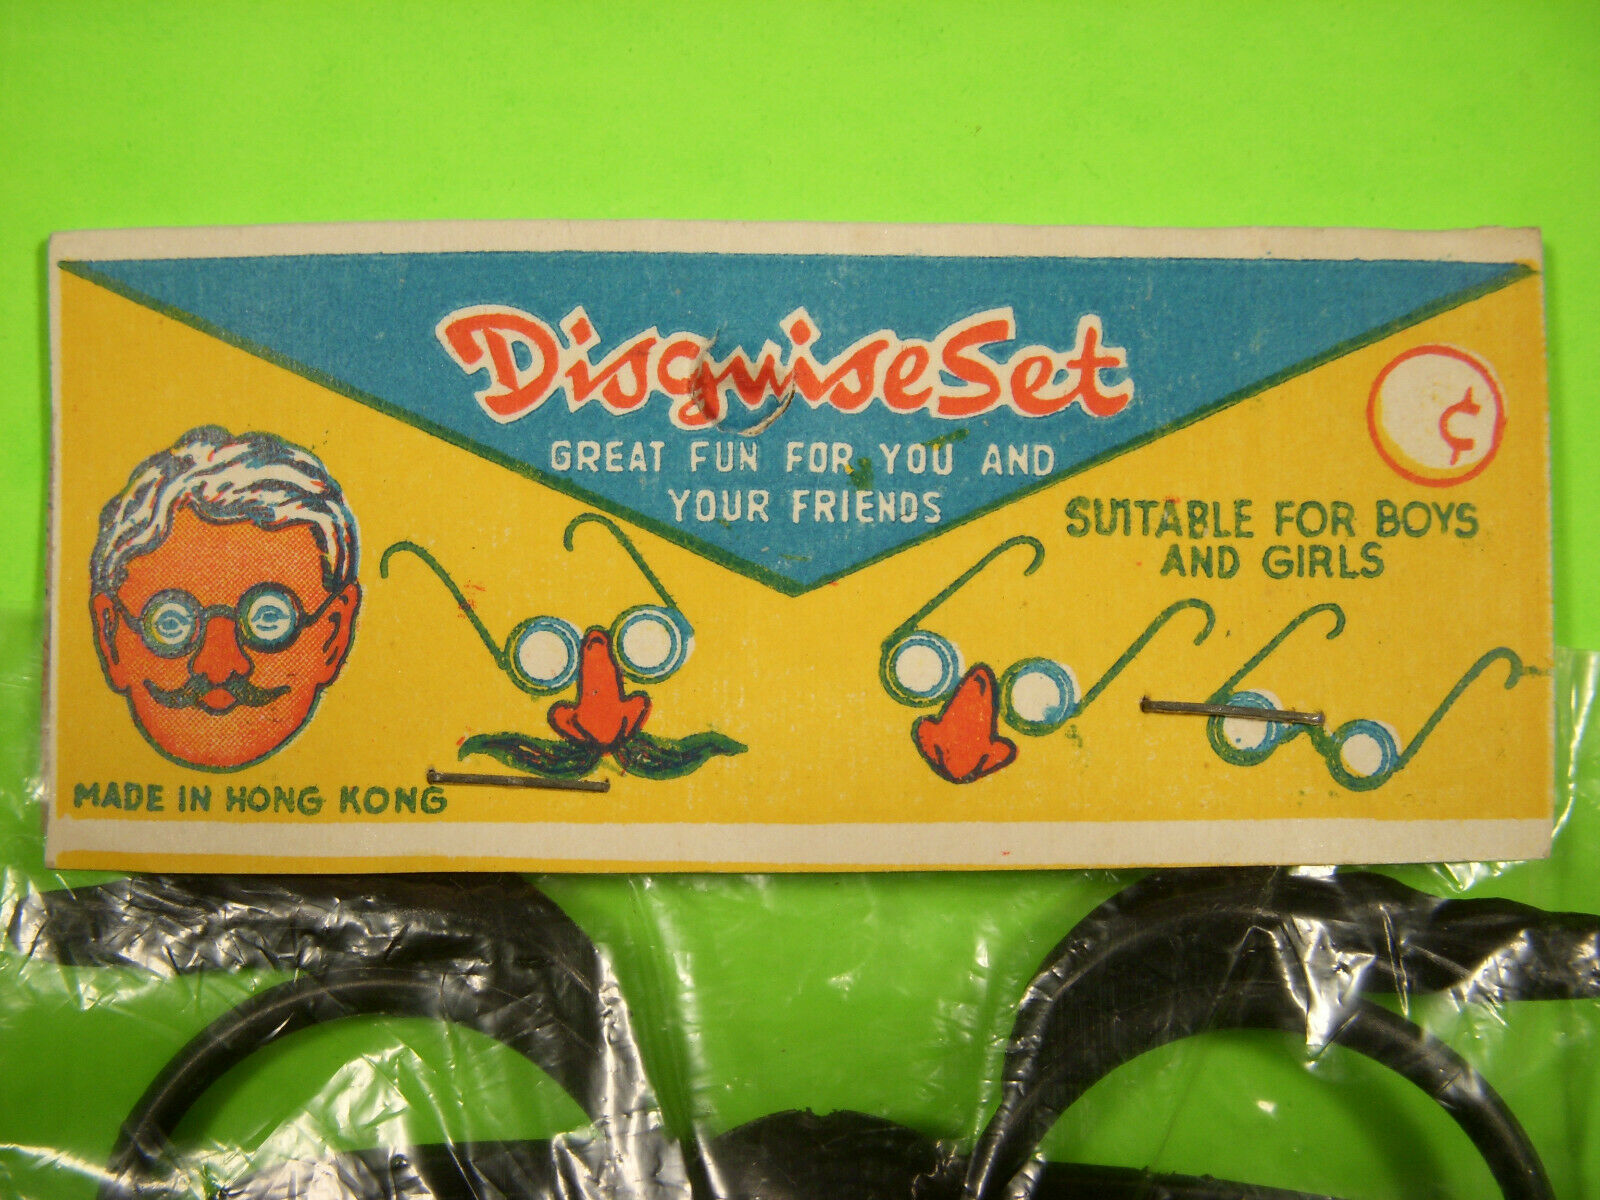 DisguiseSet
GREAT FUN FOR YOU AND
YOUR FRIENDS
¢
SUITABLE FOR BOYS
AND GIRLS
MADE IN HONG KONG